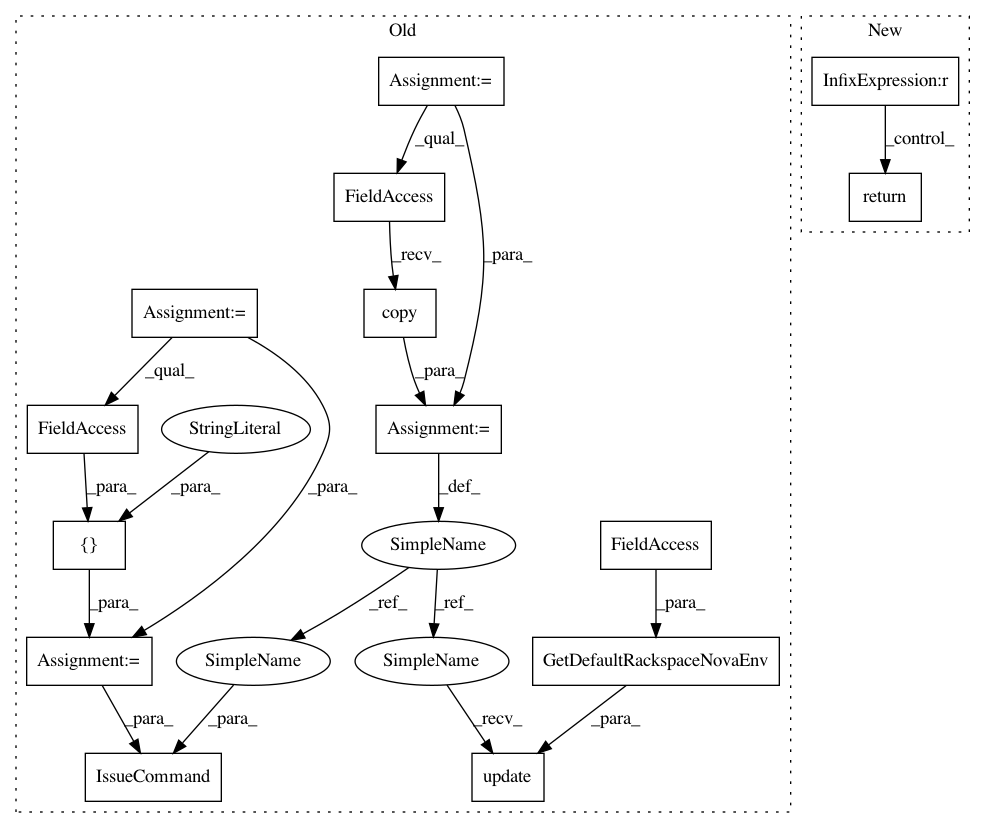 Old
New
Assignment:=
InfixExpression:r
_qual_
_control_
FieldAccess
return
_recv_
_para_
Assignment:=
copy
_qual_
_para_
FieldAccess
StringLiteral
Assignment:=
_para_
_para_
_para_
_def_
{}
SimpleName
FieldAccess
_para_
_ref_
_ref_
_para_
Assignment:=
SimpleName
SimpleName
GetDefaultRackspaceNovaEnv
_para_
_para_
_recv_
_para_
IssueCommand
update